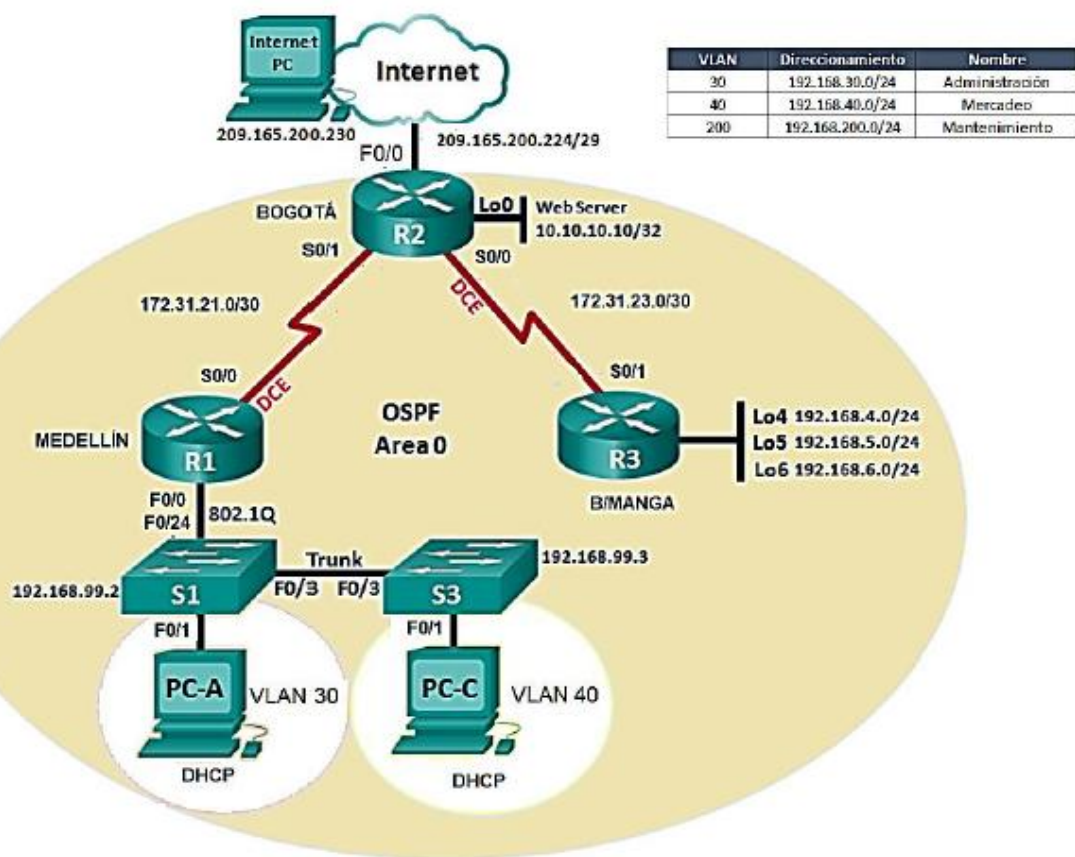 Internet
PC
Internet
209.165.200.230
F0/0
209.165.200.224/29
VLAN Direccionamiento Nombre
30 192.168.30.0/24 Administración
40 192.168.40.0/24 Mercadeo
200 192.168.200.0/24 Mantenimiento
BOGOTÁ
R2
Lo0
Web Server
10.10.10.10/32
S0/1
S0/0
DCE
172.31.21.0/30
172.31.23.0/30
S0/0
DCE
S0/1
OSPF
Area 0
MEDELLÍN
R1
R3
B/MANGA
Lo4 192.168.4.0/24
Lo5 192.168.5.0/24
Lo6 192.168.6.0/24
F0/0
F0/24
802.1Q
Trunk
192.168.99.3
192.168.99.2
S1
F0/3 F0/3
S3
F0/1
F0/1
PC-A
VLAN 30
PC-C
VLAN 40
DHCP
DHCP